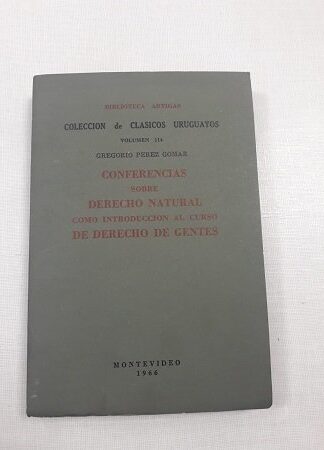 BIBLIOTECA ARTIGAS
COLECCION de CLASICOS URUGUAYOS
VOLUMEN 114
GREGORIO PEREZ GOMAR
CONFERENCIAS
SOBRE
DERECHO NATURAL
COMO INTRODUCCION AL CURSO
DE DERECHO DE GENTES
MONTEVIDEO
1966